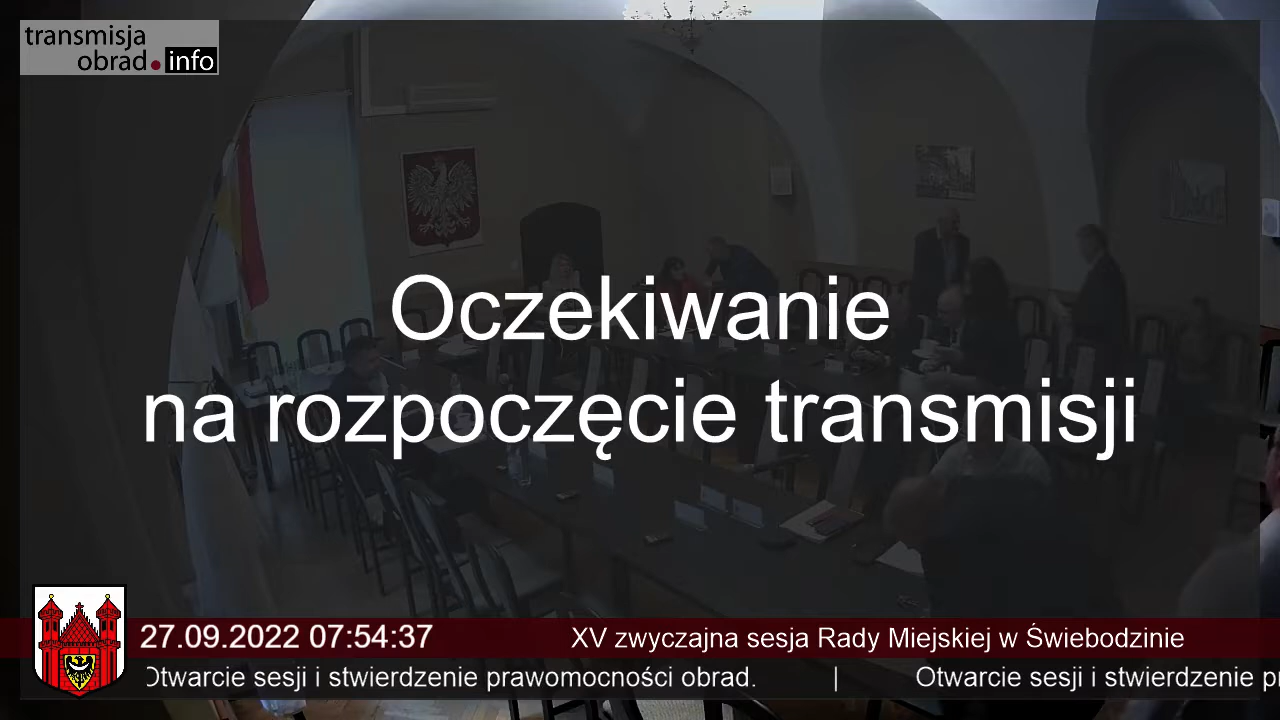 transmisja
obrad.info
Oczekiwanie
na rozpoczęcie transmisji
27.09.2022 07:54:37 XV zwyczajna sesja Rady Miejskiej w Świebodzinie
Otwarcie sesji i stwierdzenie prawomocności obrad. | Otwarcie sesji i stwierdzenie